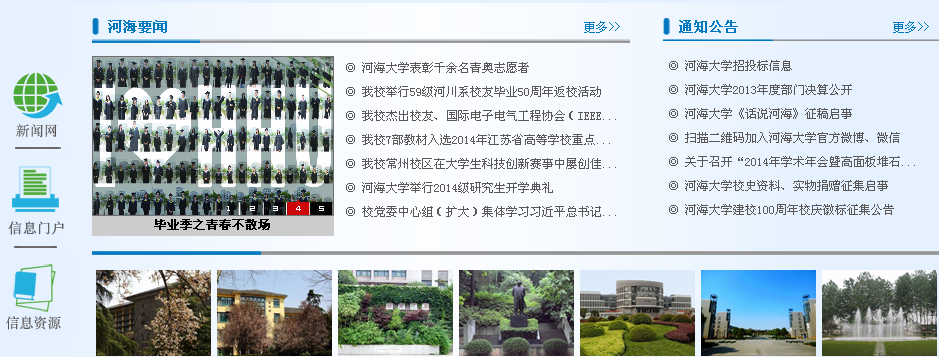 河海要闻
更多>>
通知公告
更多>>
新闻网
信息门户
信息资源
1 2 3 4 5
毕业季之青春不散场
河海大学表彰千余名青奥志愿者
我校举行59级河川系校友毕业50周年返校活动
我校杰出校友、国际电子电气工程协会（IEEE...
我校7部教材入选2014年江苏省高等学校重点...
我校常州校区在大学生科技创新赛事中屡创佳...
河海大学举行2014级研究生开学典礼
校党委中心组（扩大）集体学习习近平总书记...
河海大学招投标信息
河海大学2013年度部门决算公开
河海大学《话说河海》征稿启事
扫描二维码加入河海大学官方微博、微信
关于召开“2014年学术年会暨高面板堆石...
河海大学校史资料、实物捐赠征集启事
河海大学建校100周年校庆徽标征集公告